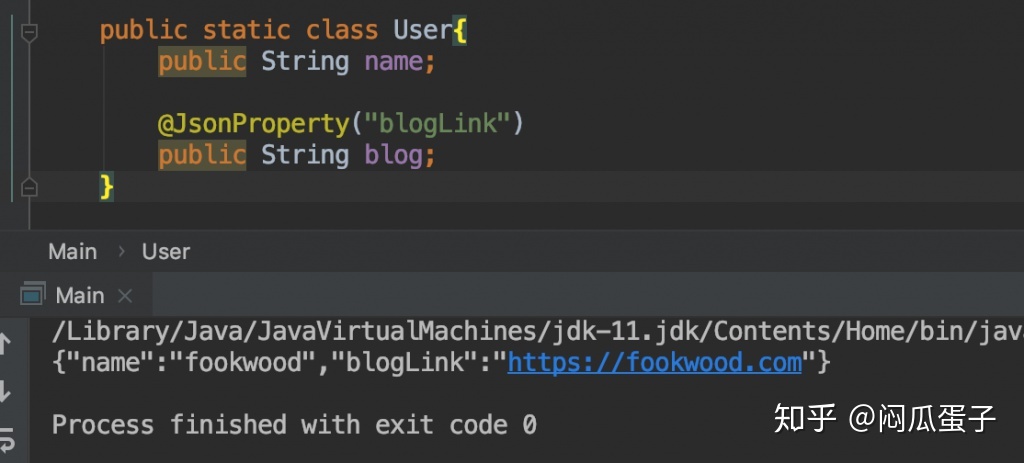 public static class User{
public String name;
@JsonProperty("blogLink")
public String blog;
}
Main › User
Main ×
/Library/Java/JavaVirtualMachines/jdk-11.jdk/Contents/Home/bin/jav
{"name":"fookwood","blogLink":"https://fookwood.com"}
Process finished with exit code 0
知乎 @闷瓜蛋子